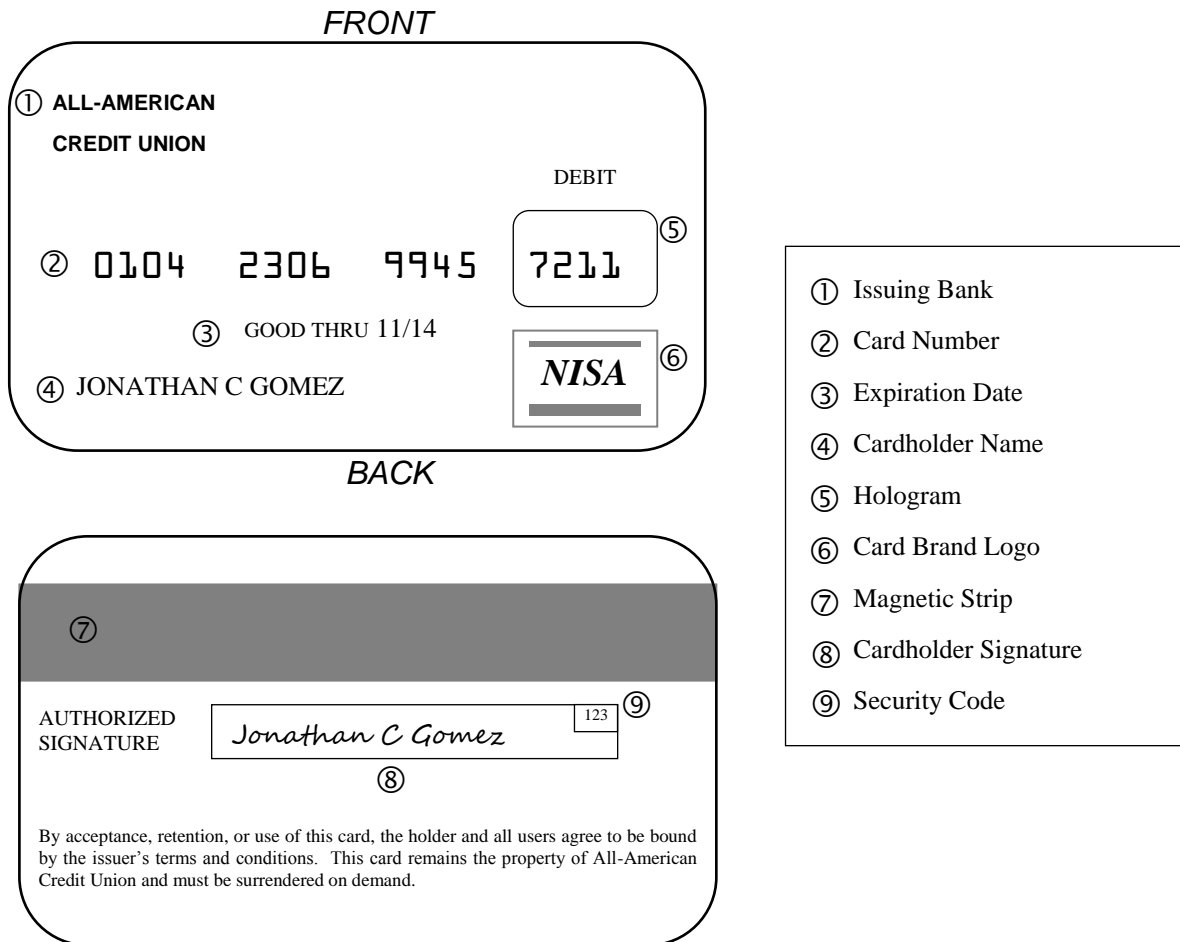 FRONT
① ALL-AMERICAN
CREDIT UNION
DEBIT
⑤
② 0104 2306 9945 7211
③ GOOD THRU 11/14
⑥
NISA
④ JONATHAN C GOMEZ
BACK
⑦
AUTHORIZED
SIGNATURE
Jonathan C Gomez
123
⑨
⑧
By acceptance, retention, or use of this card, the holder and all users agree to be bound
by the issuer’s terms and conditions. This card remains the property of All-American
Credit Union and must be surrendered on demand.
① Issuing Bank
② Card Number
③ Expiration Date
④ Cardholder Name
⑤ Hologram
⑥ Card Brand Logo
⑦ Magnetic Strip
⑧ Cardholder Signature
⑨ Security Code